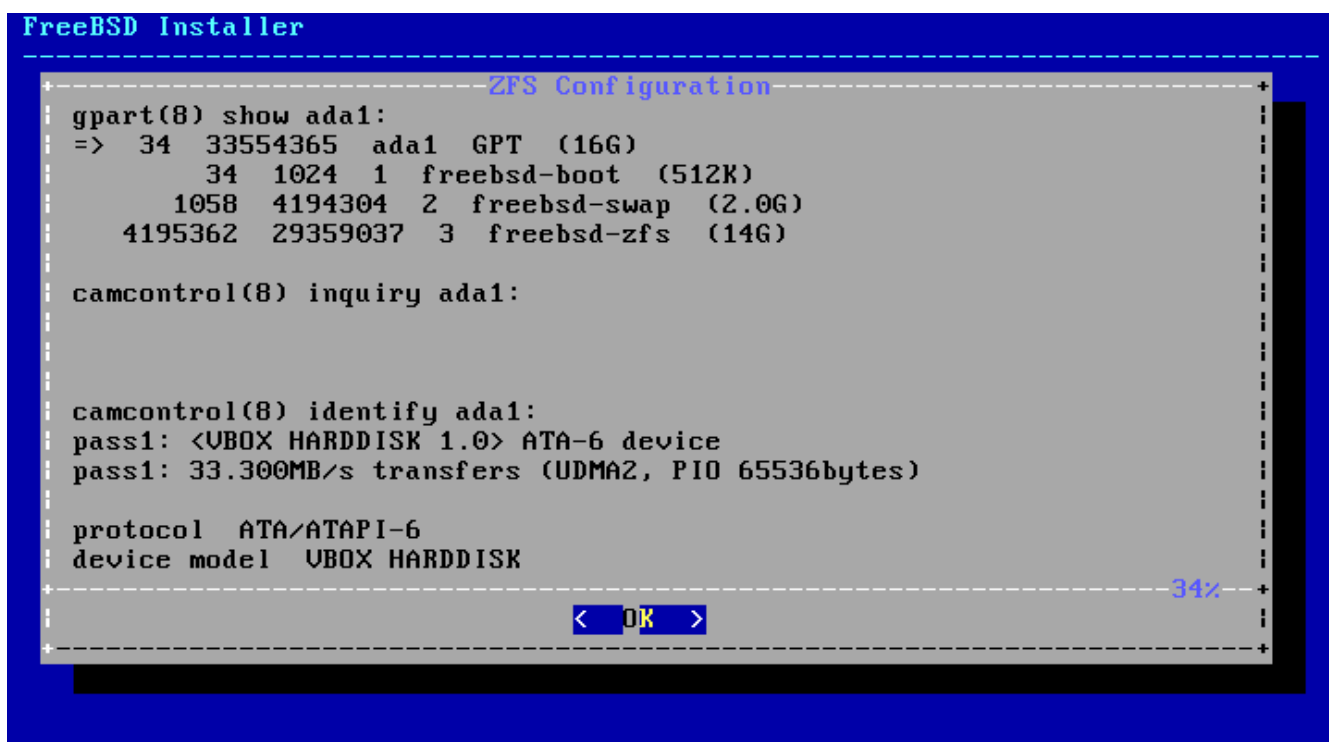 FreeBSD Installer
ZFS Configuration
gpart(8) show ada1:
=> 34 33554365 ada1 GPT (16G)
34 1024 1 freebsd-boot (512K)
1058 4194304 2 freebsd-swap (2.0G)
4195362 29359037 3 freebsd-zfs (14G)
camcontrol(8) inquiry ada1:
camcontrol(8) identify ada1:
pass1: <VBOX HARDDISK 1.0> ATA-6 device
pass1: 33.300MB/s transfers (UDMA2, PIO 65536bytes)
protocol ATA/ATAPI-6
device model VBOX HARDDISK
34%
< OK >